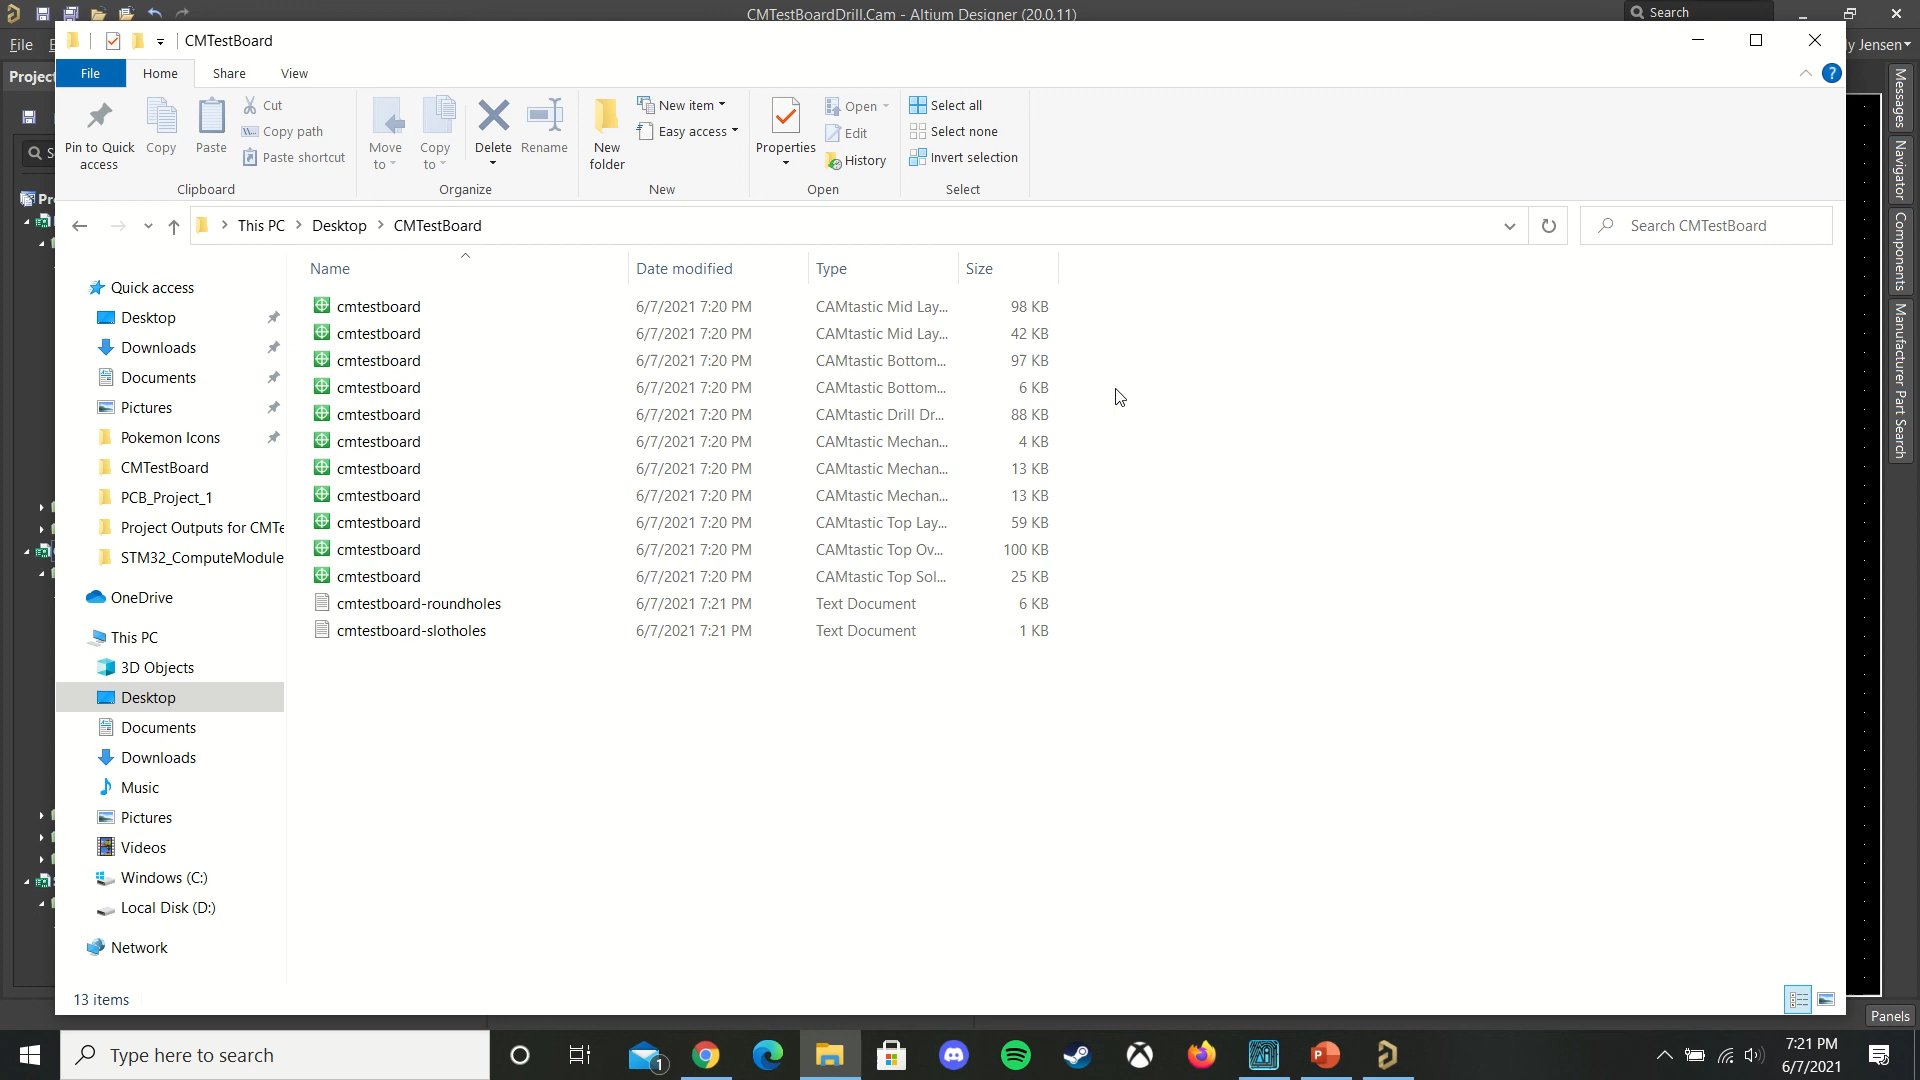 CMTestBoardDrill.Cam - Altium Designer (20.0.11)
Search
File
CMTestBoard
y Jensen
File Home Share View
Project
Pin to Quick access
Copy
Paste
Cut
Copy path
Paste shortcut
Clipboard
Move to
Copy to
Delete
Rename
Organize
New folder
New item
Easy access
New
Properties
Open
Edit
History
Open
Select all
Select none
Invert selection
Select
This PC > Desktop > CMTestBoard
Search CMTestBoard
Name Date modified Type Size
cmtestboard 6/7/2021 7:20 PM CAMtastic Mid Lay... 98 KB
cmtestboard 6/7/2021 7:20 PM CAMtastic Mid Lay... 42 KB
cmtestboard 6/7/2021 7:20 PM CAMtastic Bottom... 97 KB
cmtestboard 6/7/2021 7:20 PM CAMtastic Bottom... 6 KB
cmtestboard 6/7/2021 7:20 PM CAMtastic Drill Dr... 88 KB
cmtestboard 6/7/2021 7:20 PM CAMtastic Mechan... 4 KB
cmtestboard 6/7/2021 7:20 PM CAMtastic Mechan... 13 KB
cmtestboard 6/7/2021 7:20 PM CAMtastic Mechan... 13 KB
cmtestboard 6/7/2021 7:20 PM CAMtastic Top Lay... 59 KB
cmtestboard 6/7/2021 7:20 PM CAMtastic Top Ov... 100 KB
cmtestboard 6/7/2021 7:20 PM CAMtastic Top Sol... 25 KB
cmtestboard-roundholes 6/7/2021 7:21 PM Text Document 6 KB
cmtestboard-slotholes 6/7/2021 7:21 PM Text Document 1 KB
Quick access
Desktop
Downloads
Documents
Pictures
Pokemon Icons
CMTestBoard
PCB_Project_1
Project Outputs for CMTe
STM32_ComputeModule
OneDrive
This PC
3D Objects
Desktop
Documents
Downloads
Music
Pictures
Videos
Windows (C:)
Local Disk (D:)
Network
13 items
Messages
Navigator
Components
Manufacturer Part Search
Panels
Type here to search
1
Ai
P
7:21 PM
6/7/2021